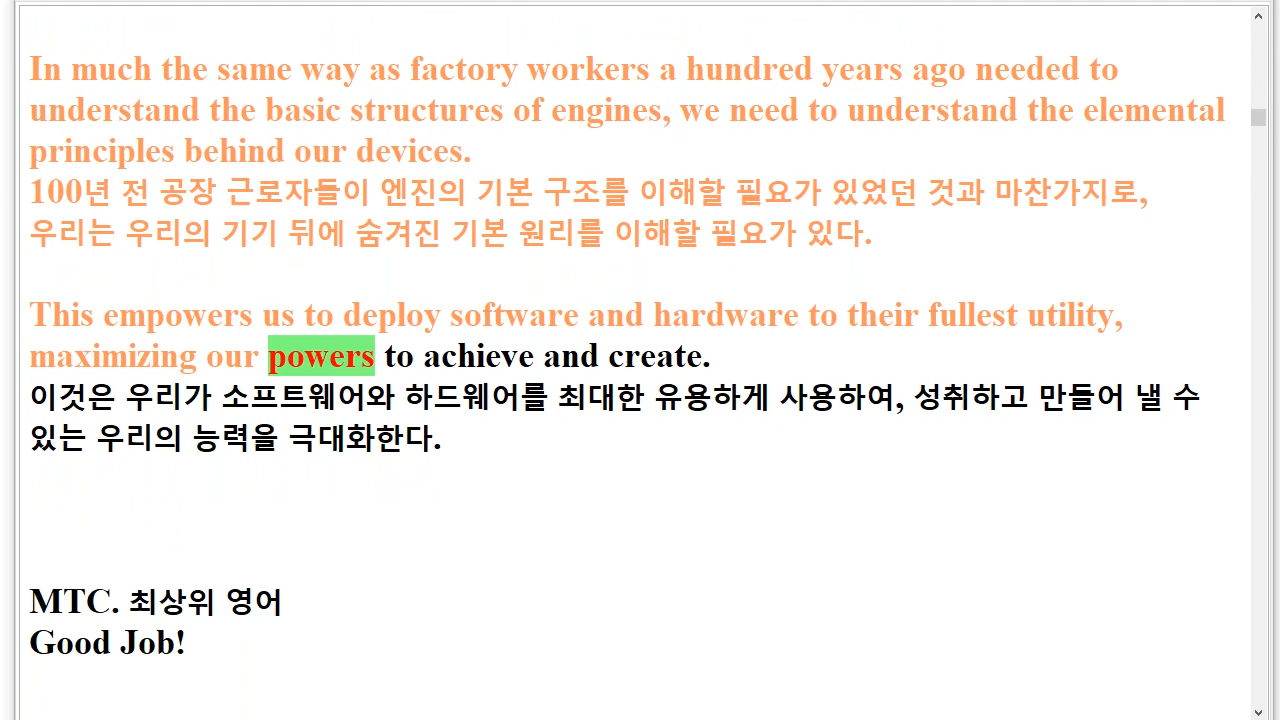 In much the same way as factory workers a hundred years ago needed to
understand the basic structures of engines, we need to understand the elemental
principles behind our devices.
100년 전 공장 근로자들이 엔진의 기본 구조를 이해할 필요가 있었던 것과 마찬가지로,
우리는 우리의 기기 뒤에 숨겨진 기본 원리를 이해할 필요가 있다.
This empowers us to deploy software and hardware to their fullest utility,
maximizing our powers to achieve and create.
이것은 우리가 소프트웨어와 하드웨어를 최대한 유용하게 사용하여, 성취하고 만들어 낼 수
있는 우리의 능력을 극대화한다.
MTC. 최상위 영어
Good Job!